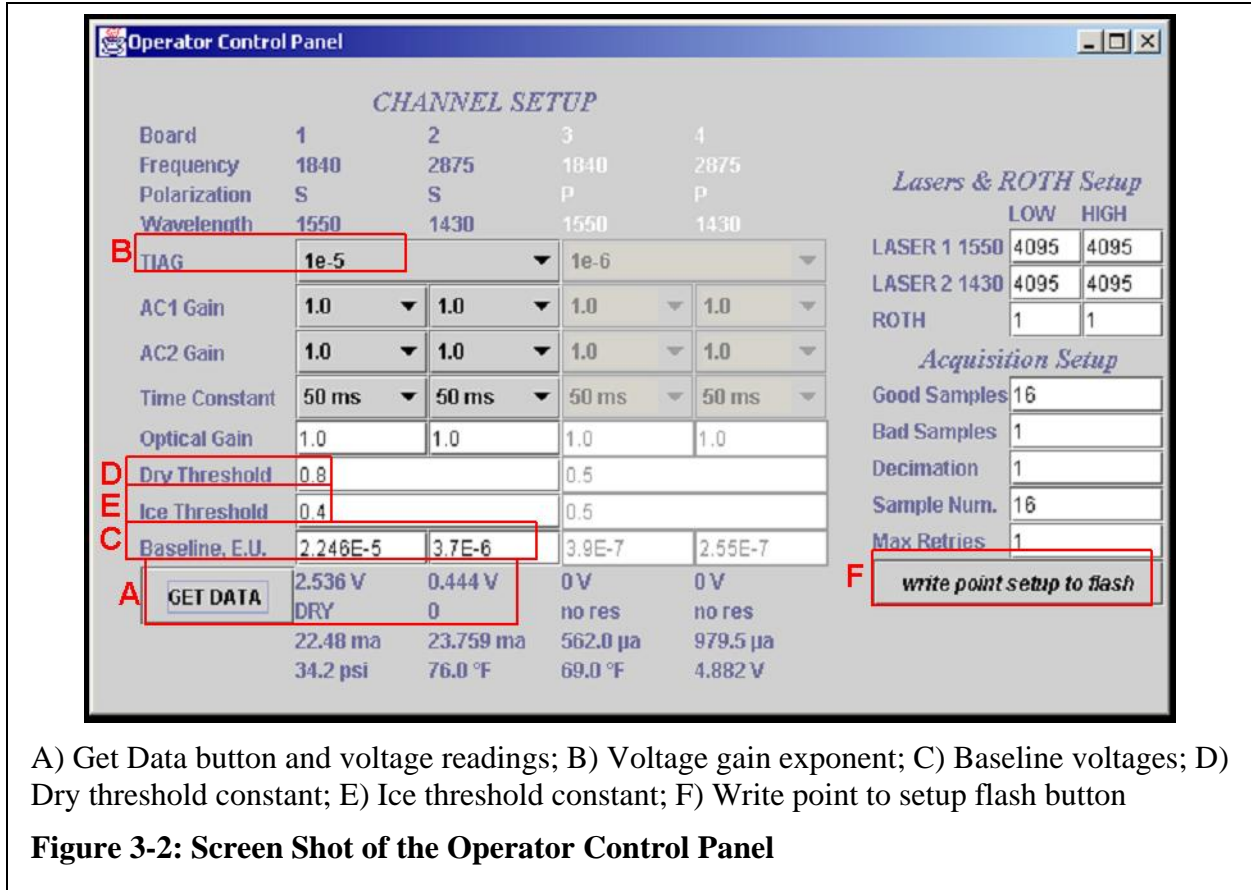 Operator Control Panel
CHANNEL SETUP
Board 1 2 3 4
Frequency 1840 2875 1840 2875
Polarization S S P P
Wavelength 1550 1430 1550 1430
B TIAG 1e-5 1e-6
AC1 Gain 1.0 1.0 1.0 1.0
AC2 Gain 1.0 1.0 1.0 1.0
Time Constant 50 ms 50 ms 50 ms 50 ms
Optical Gain 1.0 1.0 1.0 1.0
D Dry Threshold 0.8 0.5
E Ice Threshold 0.4 0.5
C Baseline, E.U. 2.246E-5 3.7E-6 3.9E-7 2.55E-7
A GET DATA 2.536 V 0.444 V 0 V 0 V
DRY 0 no res no res
22.48 ma 23.759 ma 562.0 µa 979.5 µa
34.2 psi 76.0 °F 69.0 °F 4.882 V
Lasers & ROTH Setup
LOW HIGH
LASER 1 1550 4095 4095
LASER 2 1430 4095 4095
ROTH 1 1
Acquisition Setup
Good Samples 16
Bad Samples 1
Decimation 1
Sample Num. 16
Max Retries 1
F write point setup to flash
A) Get Data button and voltage readings; B) Voltage gain exponent; C) Baseline voltages; D)
Dry threshold constant; E) Ice threshold constant; F) Write point to setup flash button
Figure 3-2: Screen Shot of the Operator Control Panel